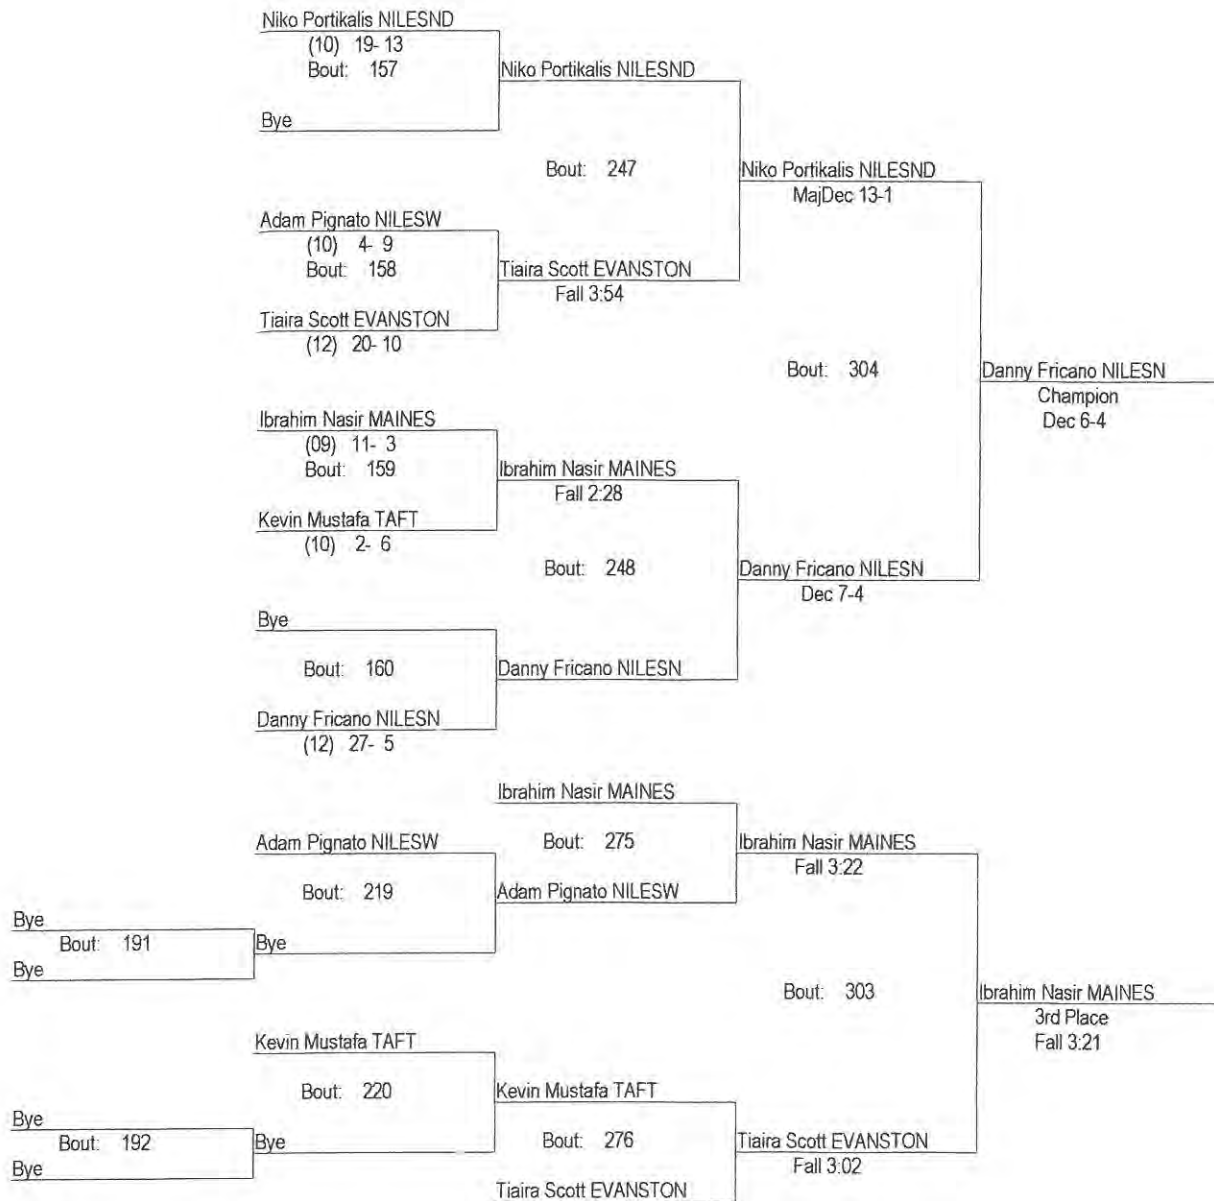 Niko Portikalis NILESND
(10) 19- 13
Bout: 157
Niko Portikalis NILESND
Bye
Bout: 247
Niko Portikalis NILESND
MajDec 13-1
Adam Pignato NILESW
(10) 4- 9
Bout: 158
Tiaira Scott EVANSTON
Fall 3:54
Tiaira Scott EVANSTON
(12) 20- 10
Bout: 304
Danny Fricano NILESN
Champion
Dec 6-4
Ibrahim Nasir MAINES
(09) 11- 3
Bout: 159
Ibrahim Nasir MAINES
Fall 2:28
Kevin Mustafa TAFT
(10) 2- 6
Bout: 248
Danny Fricano NILESN
Dec 7-4
Bye
Bout: 160
Danny Fricano NILESN
Danny Fricano NILESN
(12) 27- 5
Ibrahim Nasir MAINES
Adam Pignato NILESW
Bout: 275
Ibrahim Nasir MAINES
Fall 3:22
Bout: 219
Adam Pignato NILESW
Bye
Bout: 191
Bye
Bye
Bout: 303
Ibrahim Nasir MAINES
3rd Place
Fall 3:21
Kevin Mustafa TAFT
Bout: 220
Kevin Mustafa TAFT
Bye
Bout: 192
Bye
Bye
Bout: 276
Tiaira Scott EVANSTON
Fall 3:02
Tiaira Scott EVANSTON